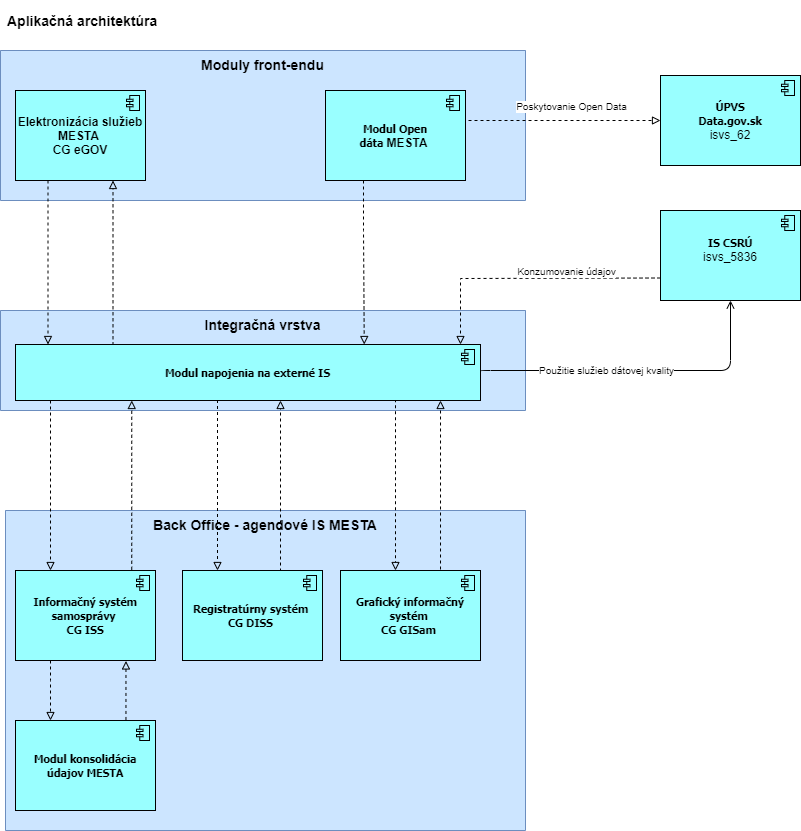 Aplikačná architektúra
Moduly front-endu
Elektronizácia služieb
MESTA
CG eGOV
Modul Open
dáta MESTA
Poskytovanie Open Data
ÚPVS
Data.gov.sk
isvs_62
IS CSRÚ
isvs_5836
Konzumovanie údajov
Integračná vrstva
Modul napojenia na externé IS
Použitie služieb dátovej kvality
Back Office - agendové IS MESTA
Informačný systém
samosprávy
CG ISS
Registratúrny systém
CG DISS
Grafický informačný
systém
CG GISam
Modul konsolidácia
údajov MESTA